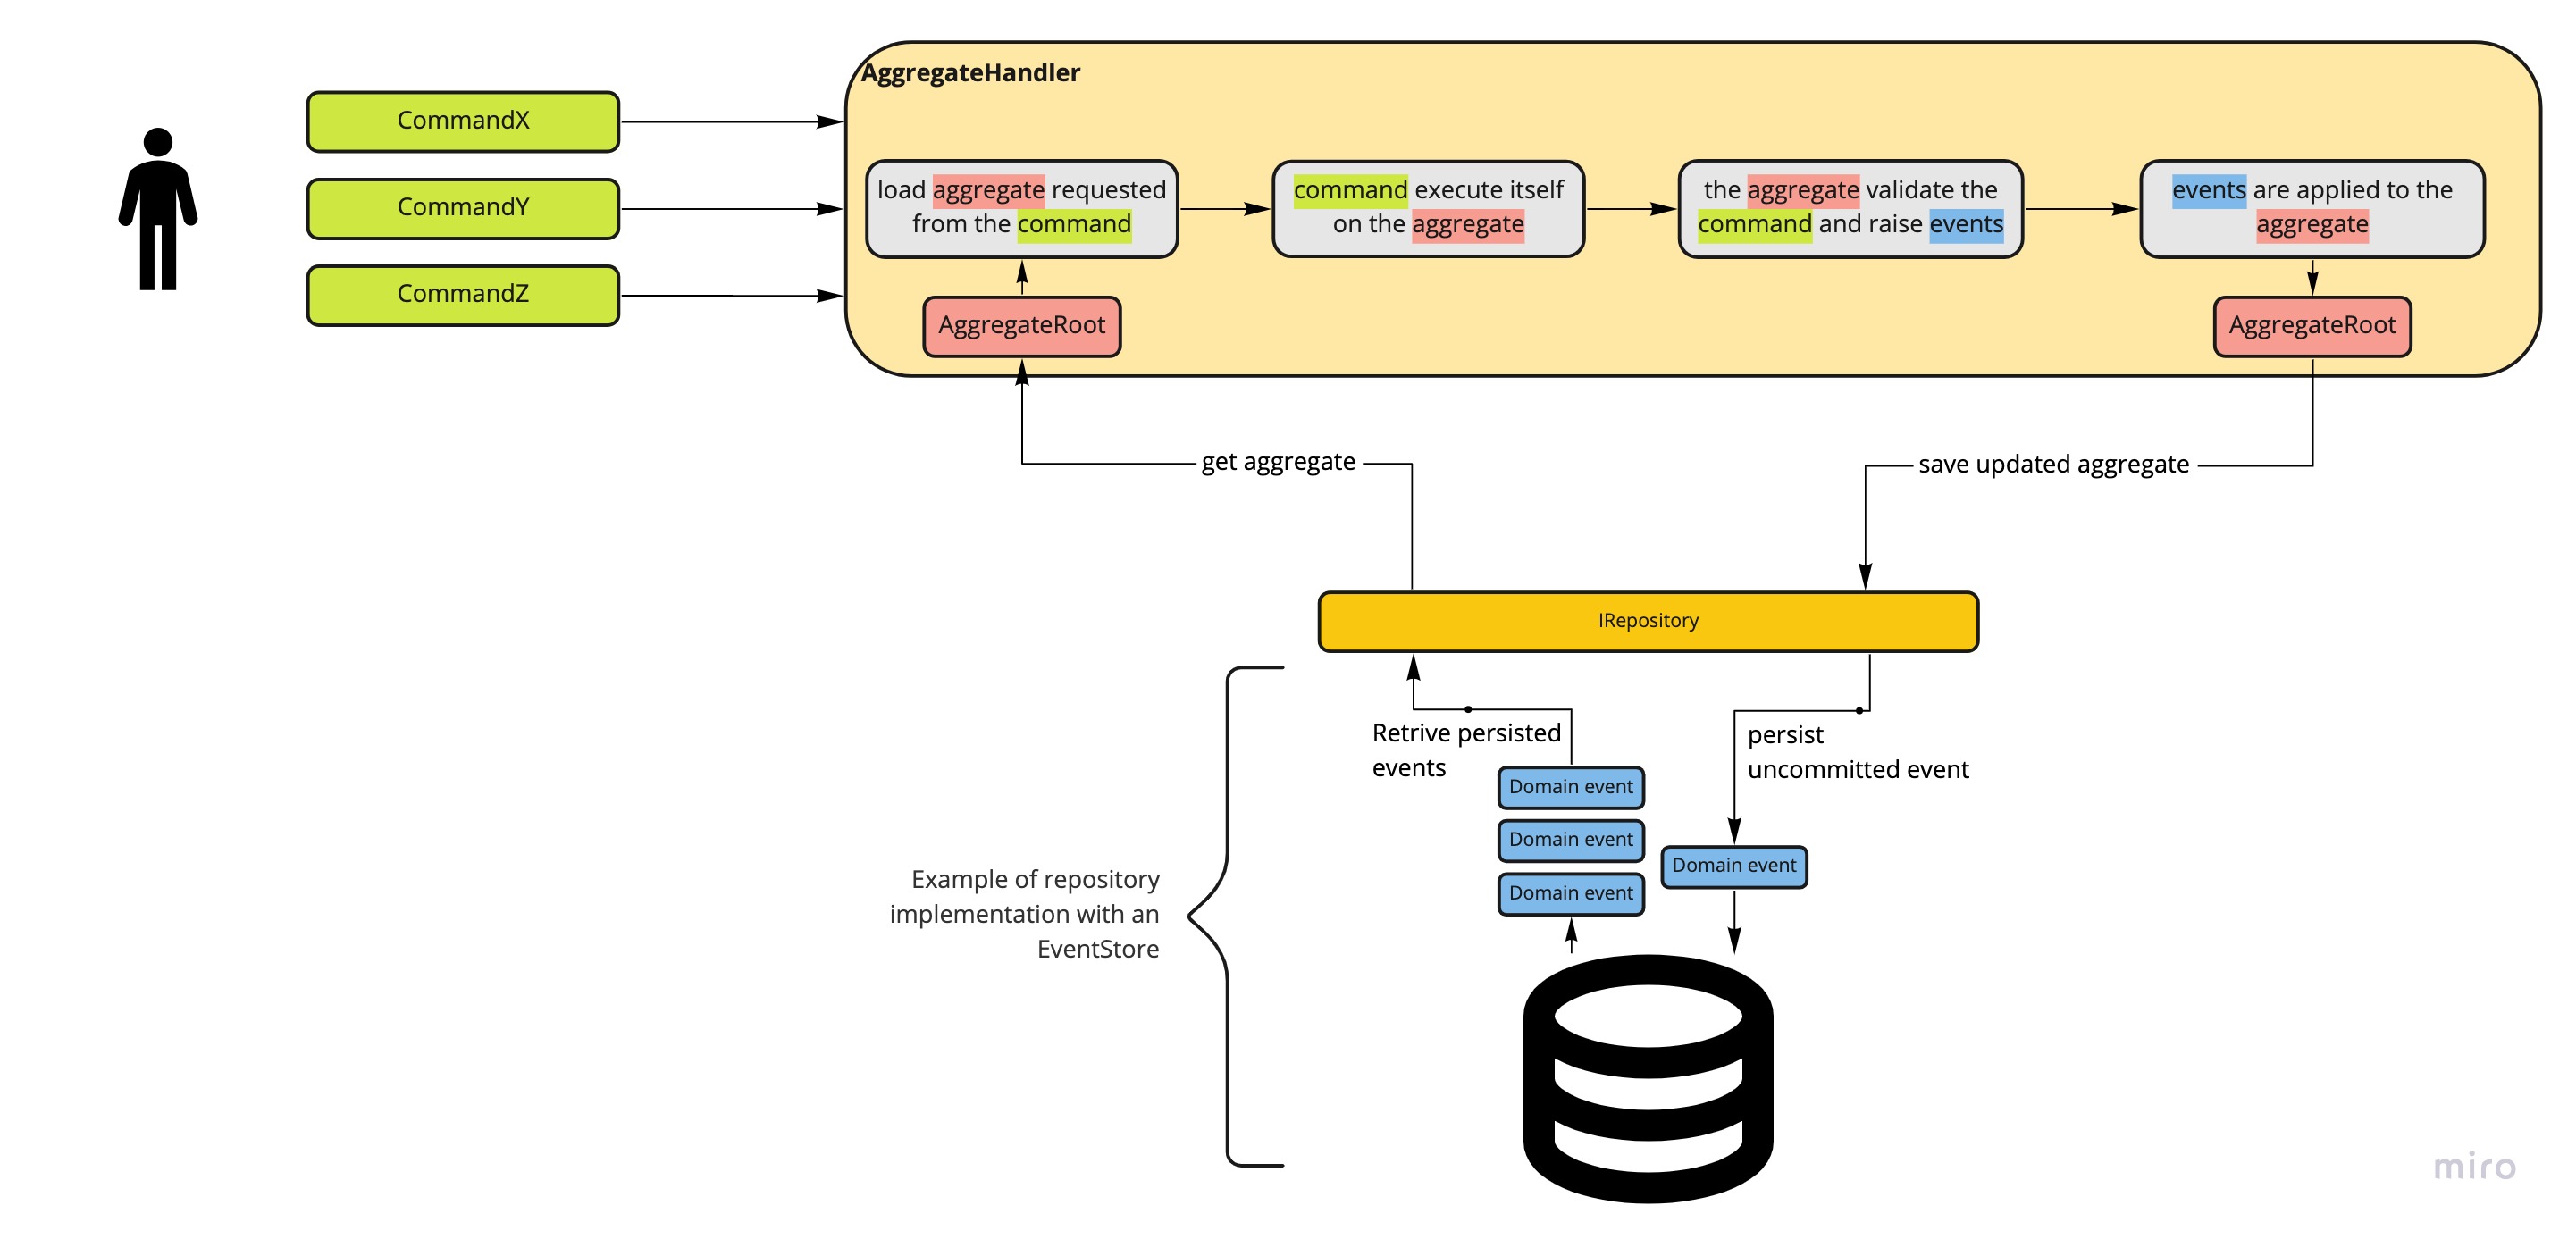 AggregateHandler
CommandX
CommandY
CommandZ
load aggregate requested
from the command
command execute itself
on the aggregate
the aggregate validate the
command and raise events
events are applied to the
aggregate
AggregateRoot
AggregateRoot
get aggregate
save updated aggregate
IRepository
Retrive persisted
events
persist
uncommitted event
Domain event
Domain event
Domain event
Domain event
Example of repository
implementation with an
EventStore
miro